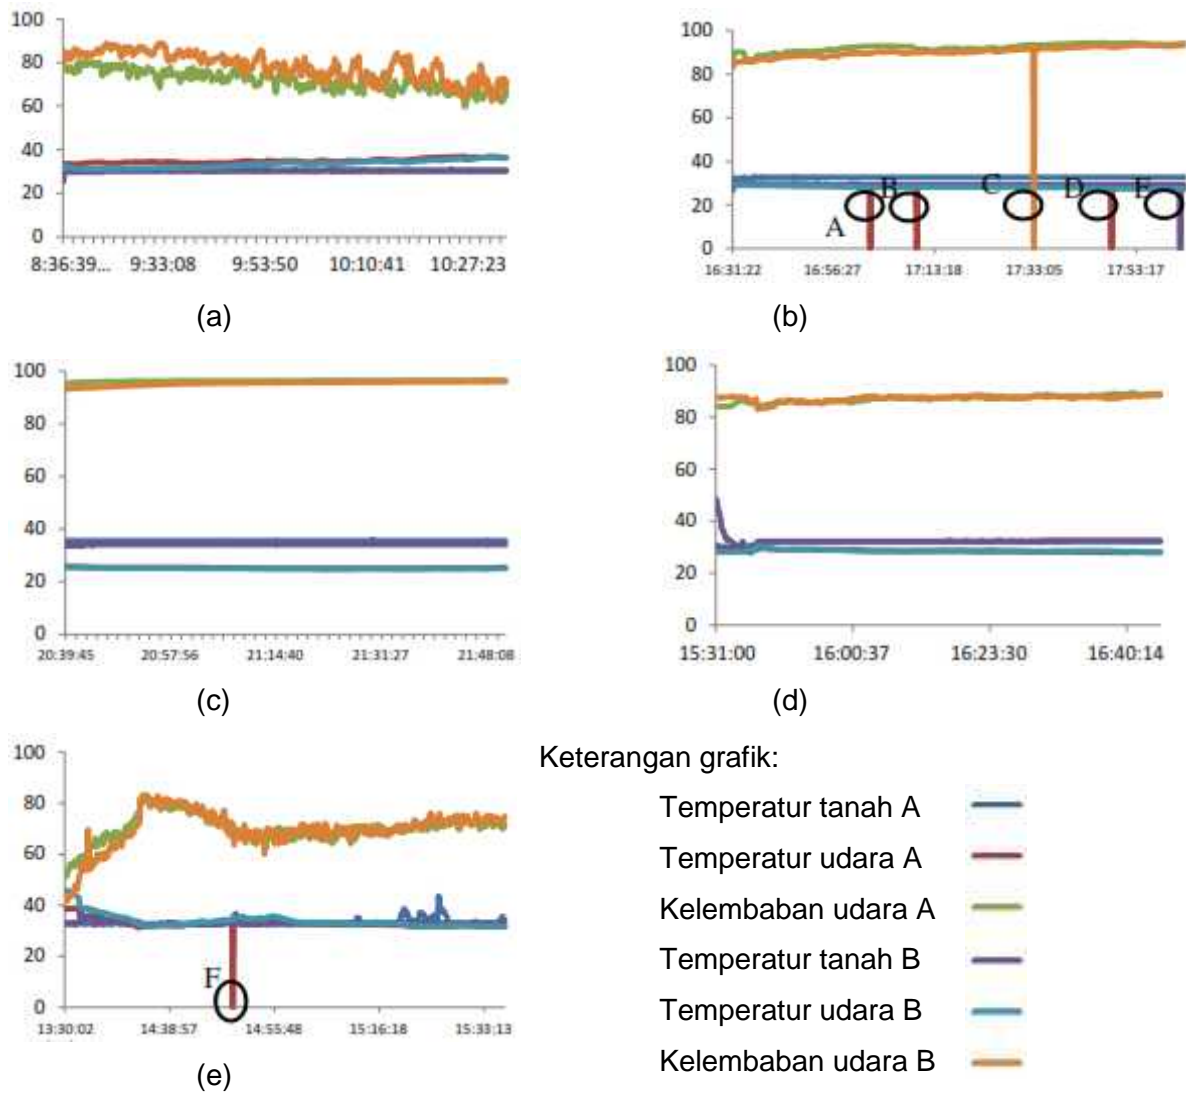 100
80
60
40
20
0
8:36:39... 9:33:08 9:53:50 10:10:41 10:27:23
(a)
100
80
60
40
20
0
A B C D E
16:31:22 16:56:27 17:13:18 17:33:05 17:53:17
(b)
100
80
60
40
20
0
20:39:45 20:57:56 21:14:40 21:31:27 21:48:08
(c)
100
80
60
40
20
0
15:31:00 16:00:37 16:23:30 16:40:14
(d)
100
80
60
40
20
0
F
13:30:02 14:38:57 14:55:48 15:16:18 15:33:13
(e)
Keterangan grafik:
Temperatur tanah A
Temperatur udara A
Kelembaban udara A
Temperatur tanah B
Temperatur udara B
Kelembaban udara B